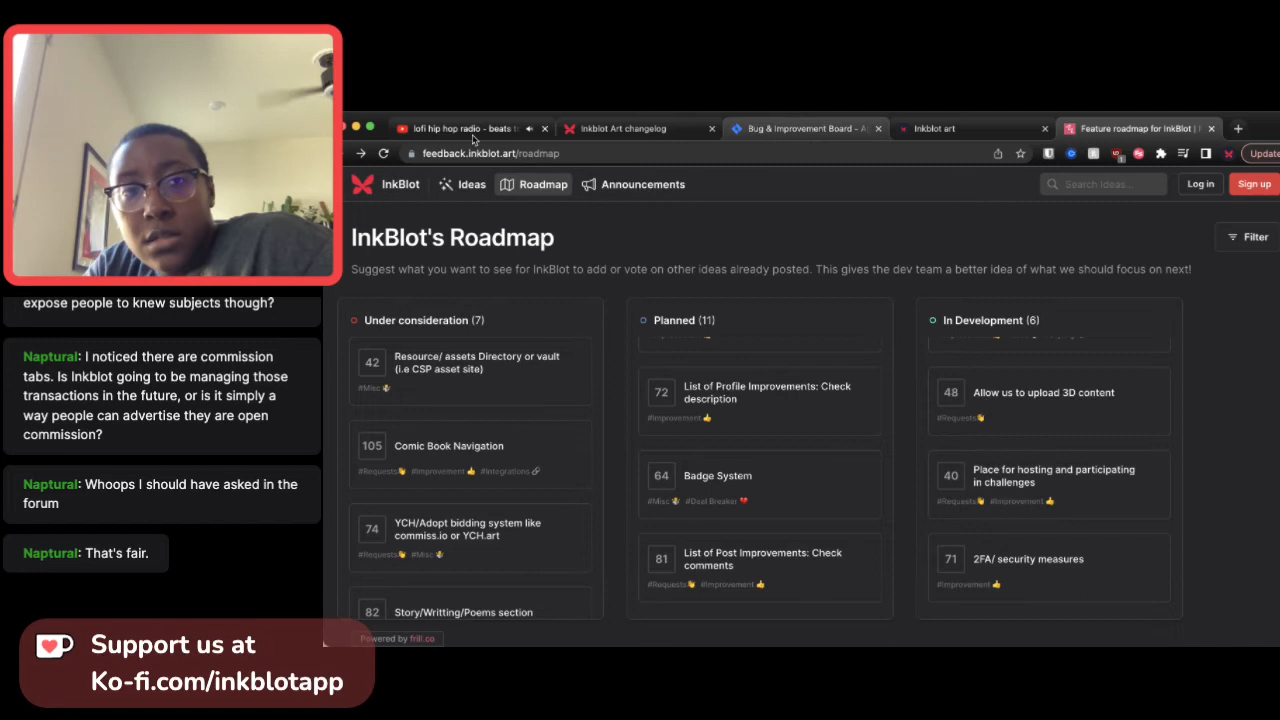 lofi hip hop radio - beats to
Inkblot Art changelog
Bug & Improvement Board - A
Inkblot art
Feature roadmap for InkBlot |
feedback.inkblot.art/roadmap
Update
InkBlot
Ideas
Roadmap
Announcements
Search ideas...
Log in
Sign up
InkBlot's Roadmap
Filter
Suggest what you want to see for InkBlot to add or vote on other ideas already posted. This gives the dev team a better idea of what we should focus on next!
Under consideration (7)
42
Resource/ assets Directory or vault
(i.e CSP asset site)
#Misc
105
Comic Book Navigation
#Requests👏 #Improvement 👍 #Integrations 🔗
74
YCH/Adopt bidding system like
commiss.io or YCH.art
#Requests👏 #Misc
82
Story/Writting/Poems section
Planned (11)
72
List of Profile Improvements: Check
description
#Improvement 👍
64
Badge System
#Misc #Deal Breaker 💔
81
List of Post Improvements: Check
comments
#Requests👏 #Improvement 👍
In Development (6)
48
Allow us to upload 3D content
#Requests👏
40
Place for hosting and participating
in challenges
#Requests👏 #Improvement 👍
71
2FA/ security measures
#Improvement 👍
Powered by frill.co
expose people to knew subjects though?
Naptural: I noticed there are commission
tabs. Is Inkblot going to be managing those
transactions in the future, or is it simply a
way people can advertise they are open
commission?
Naptural: Whoops I should have asked in the
forum
Naptural: That's fair.
Support us at
Ko-fi.com/inkblotapp